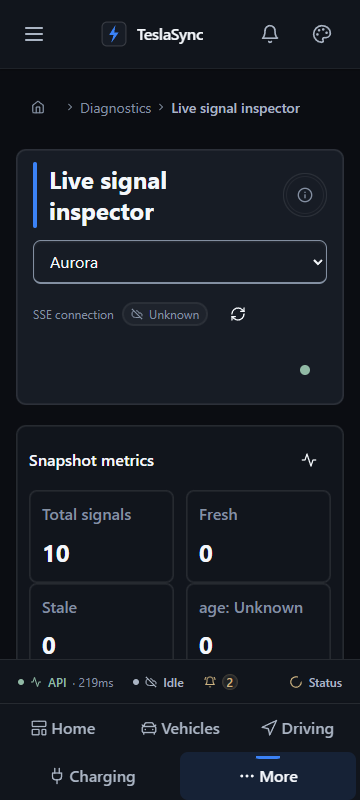 TeslaSync
Diagnostics
Live signal inspector
Live signal
inspector
Aurora
SSE connection
Unknown
Snapshot metrics
Total signals
10
Fresh
0
Stale
0
age: Unknown
0
API · 219ms
Idle
2
Status
Home
Vehicles
Driving
Charging
More